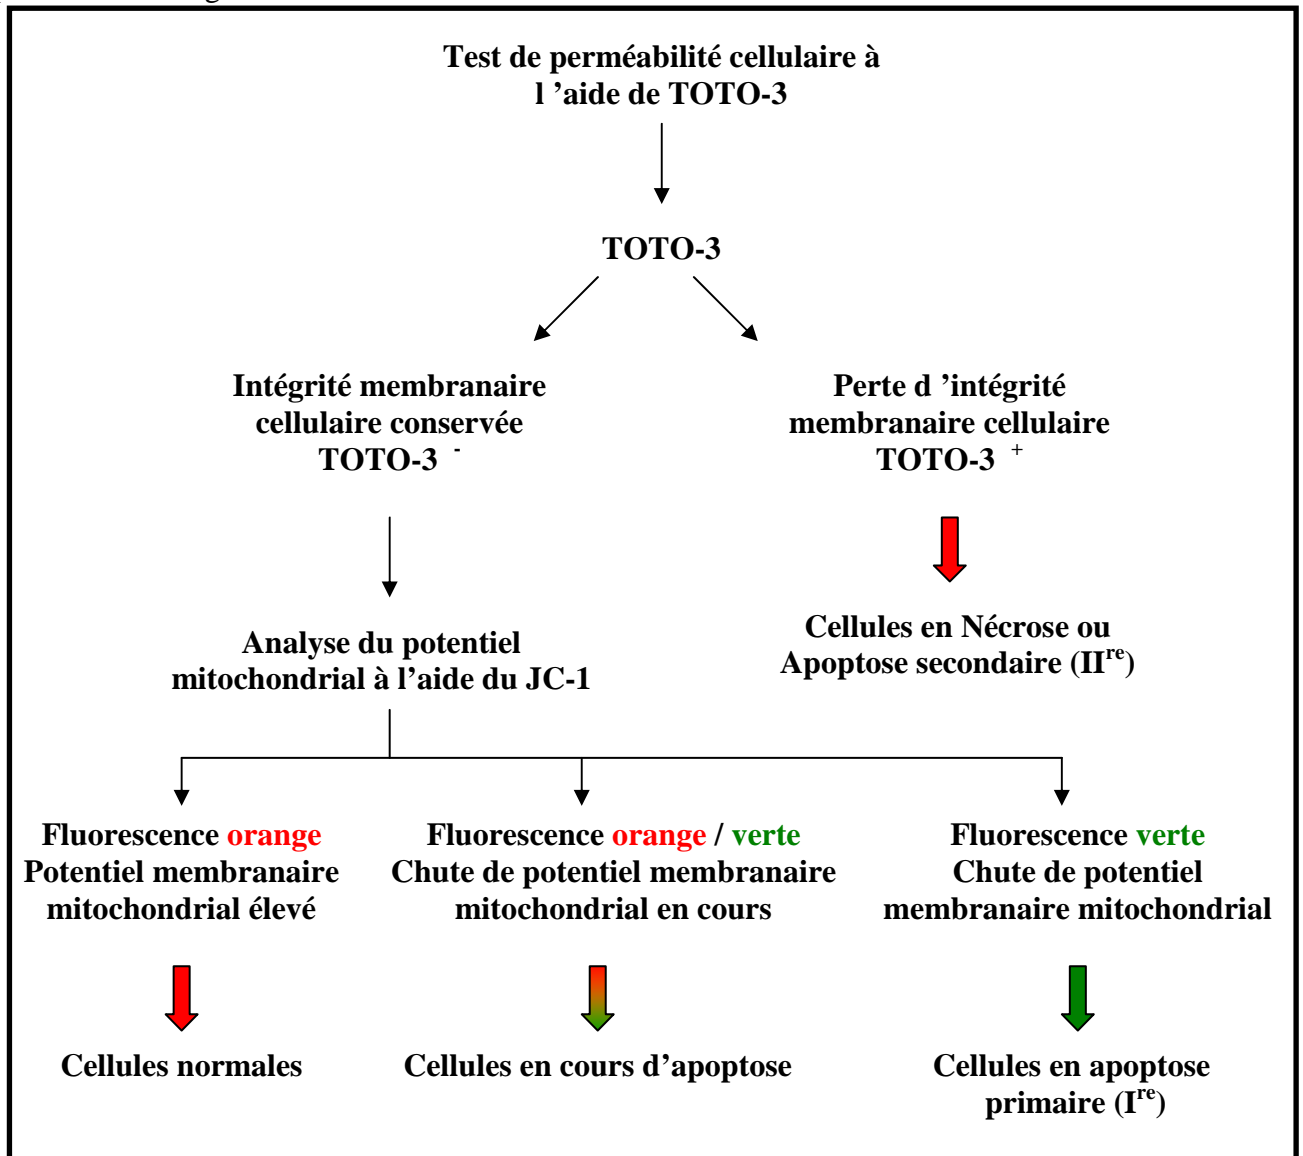 Test de perméabilité cellulaire à
l ’aide de TOTO-3
TOTO-3
Intégrité membranaire
cellulaire conservée
TOTO-3 -
Perte d ’intégrité
membranaire cellulaire
TOTO-3 +
Analyse du potentiel
mitochondrial à l’aide du JC-1
Cellules en Nécrose ou
Apoptose secondaire (IIre)
Fluorescence orange
Potentiel membranaire
mitochondrial élevé
Fluorescence orange / verte
Chute de potentiel membranaire
mitochondrial en cours
Fluorescence verte
Chute de potentiel
membranaire mitochondrial
Cellules normales
Cellules en cours d’apoptose
Cellules en apoptose
primaire (Ire)